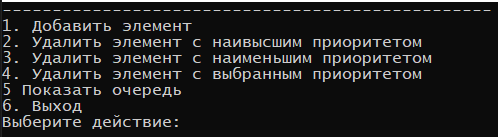 --------------------------------------------------
1. Добавить элемент
2. Удалить элемент с наивысшим приоритетом
3. Удалить элемент с наименьшим приоритетом
4. Удалить элемент с выбранным приоритетом
5 Показать очередь
6. Выход
Выберите действие: